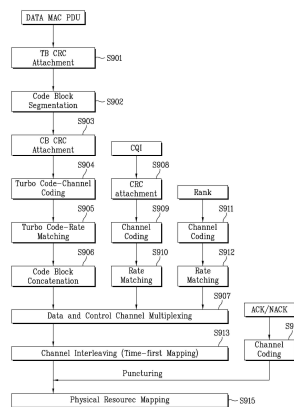 DATA MAC PDU
TB CRC
Attachment
S901
Code Block
Segmentation
S902
S903
CB CRC
Attachment
CQI
S904
S908
Turbo Code-Channel
Coding
CRC
attachment
Rank
S905
S909
S911
Turbo Code-Rate
Matching
Channel
Coding
Channel
Coding
S906
S910
S912
Code Block
Concatenation
Rate
Matching
Rate
Matching
S907
Data and Control Channel Multiplexing
ACK/NACK
S913
S9
Channel Interleaving (Time-first Mapping)
Channel
Coding
Puncturing
Physical Resourec Mapping
S915